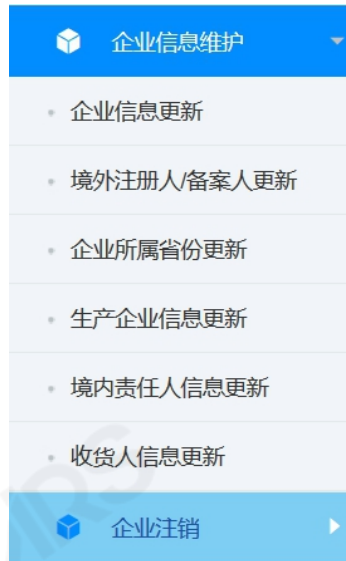 企业信息维护
企业信息更新
境外注册人/备案人更新
企业所属省份更新
生产企业信息更新
境内责任人信息更新
收货人信息更新
企业注销